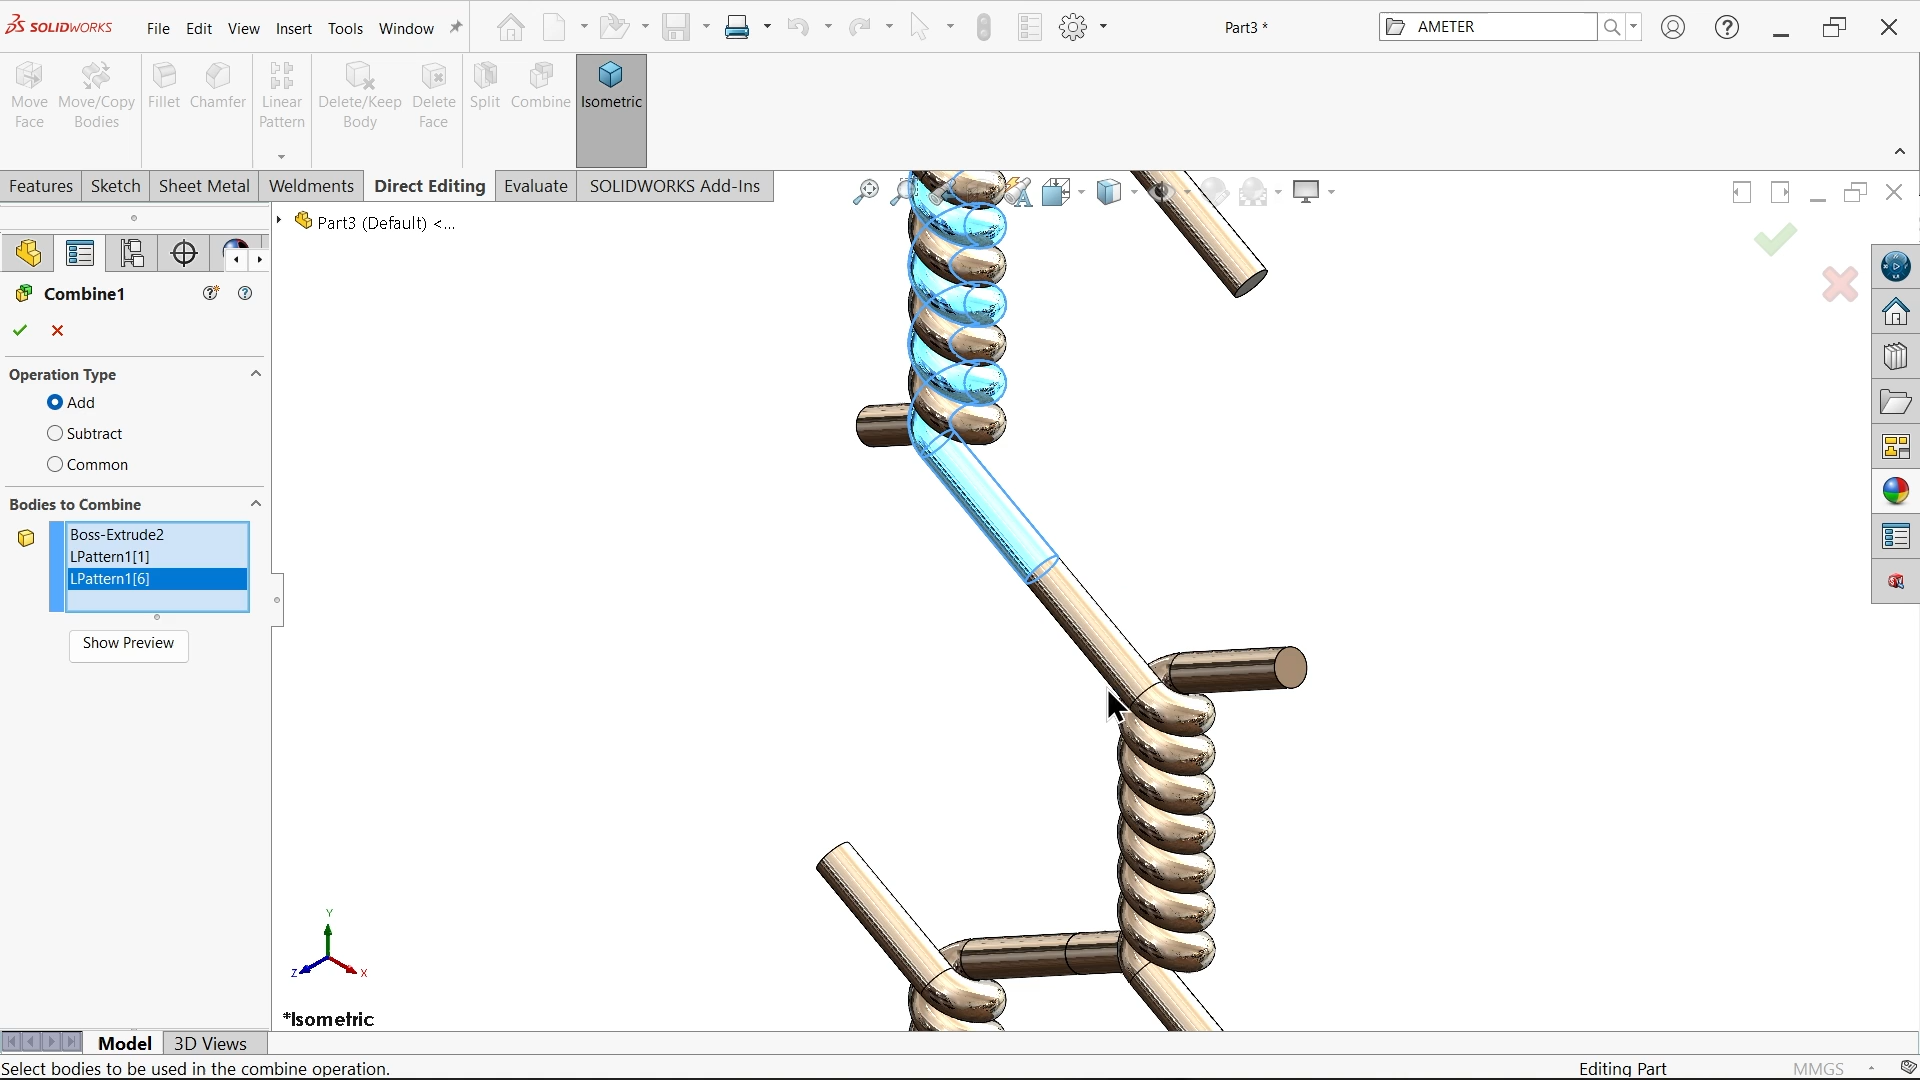 SOLIDWORKS File Edit View Insert Tools Window Part3 * AMETER
Move Face Move/Copy Bodies Fillet Chamfer Linear Pattern Delete/Keep Body Delete Face Split Combine Isometric
Features Sketch Sheet Metal Weldments Direct Editing Evaluate SOLIDWORKS Add-Ins
Part3 (Default) <...
Combine1
Operation Type
Add
Subtract
Common
Bodies to Combine
Boss-Extrude2
LPattern1[1]
LPattern1[6]
Show Preview
Y
Z X
*Isometric
Model 3D Views
Select bodies to be used in the combine operation. Editing Part MMGS